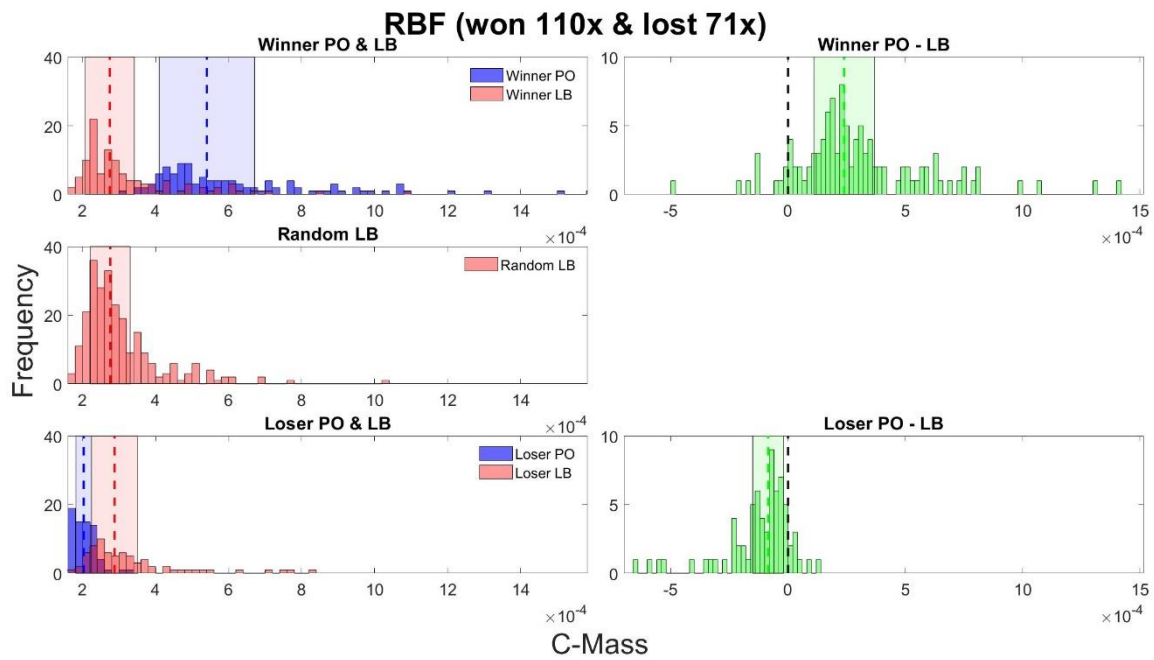 RBF (won 110x & lost 71x)
Winner PO & LB
40
20
0
2 4 6 8 10 12 14
×10-4
Winner PO
Winner LB
Winner PO - LB
10
5
0
-5 0 5 10 15
×10-4
Random LB
40
20
0
2 4 6 8 10 12 14
×10-4
Random LB
Frequency
Loser PO & LB
40
20
0
2 4 6 8 10 12 14
×10-4
Loser PO
Loser LB
Loser PO - LB
10
5
0
-5 0 5 10 15
×10-4
C-Mass